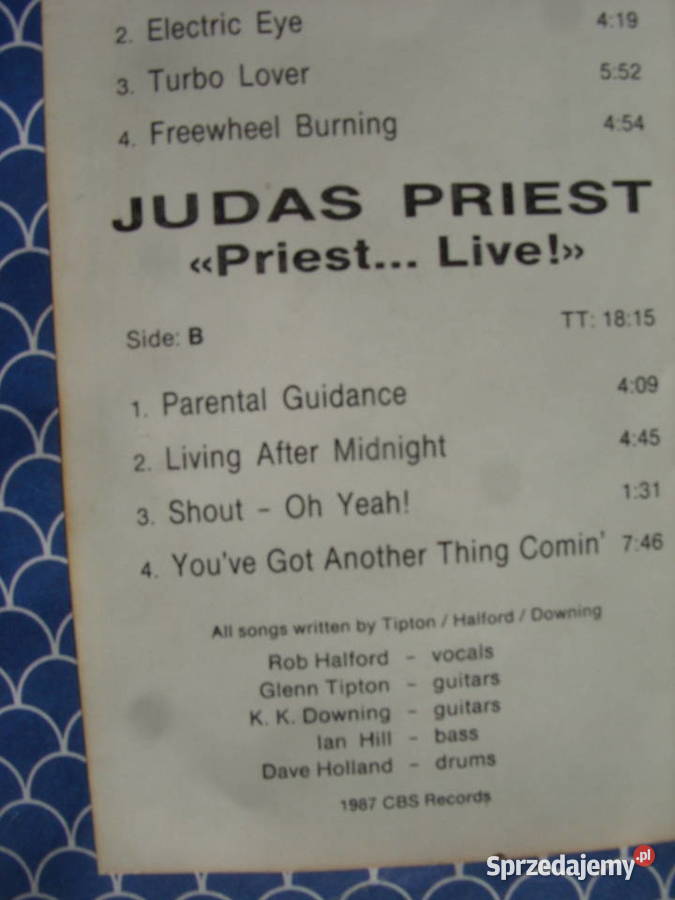 2. Electric Eye 4:19
3. Turbo Lover 5:52
4. Freewheel Burning 4:54
JUDAS PRIEST
«Priest... Live!»
Side: B TT: 18:15
1. Parental Guidance 4:09
2. Living After Midnight 4:45
3. Shout - Oh Yeah! 1:31
4. You've Got Another Thing Comin' 7:46
All songs written by Tipton / Halford / Downing
Rob Halford - vocals
Glenn Tipton - guitars
K. K. Downing - guitars
Ian Hill - bass
Dave Holland - drums
1987 CBS Records
Sprzedajemy.pl